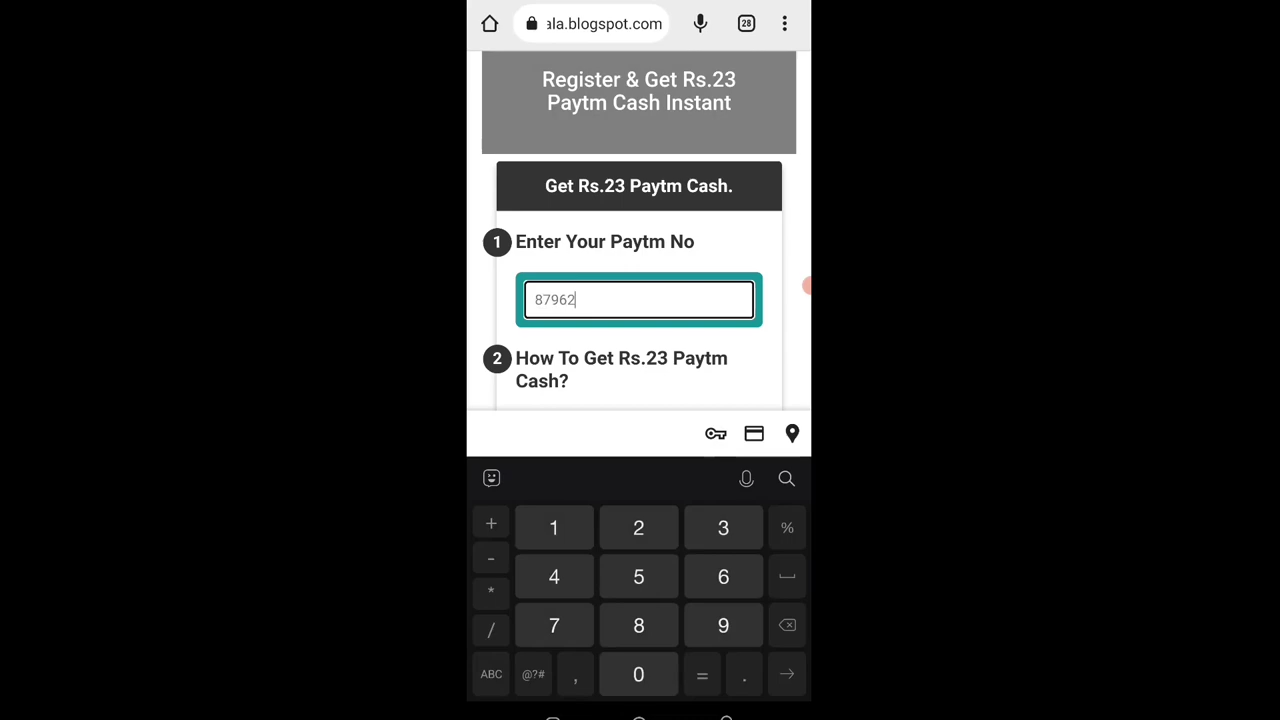 ala.blogspot.com
28
Register & Get Rs.23
Paytm Cash Instant
Get Rs.23 Paytm Cash.
1 Enter Your Paytm No
87962
2 How To Get Rs.23 Paytm
Cash?
+ 1 2 3 %
- 4 5 6
*
/ 7 8 9
ABC @?# , 0 = .